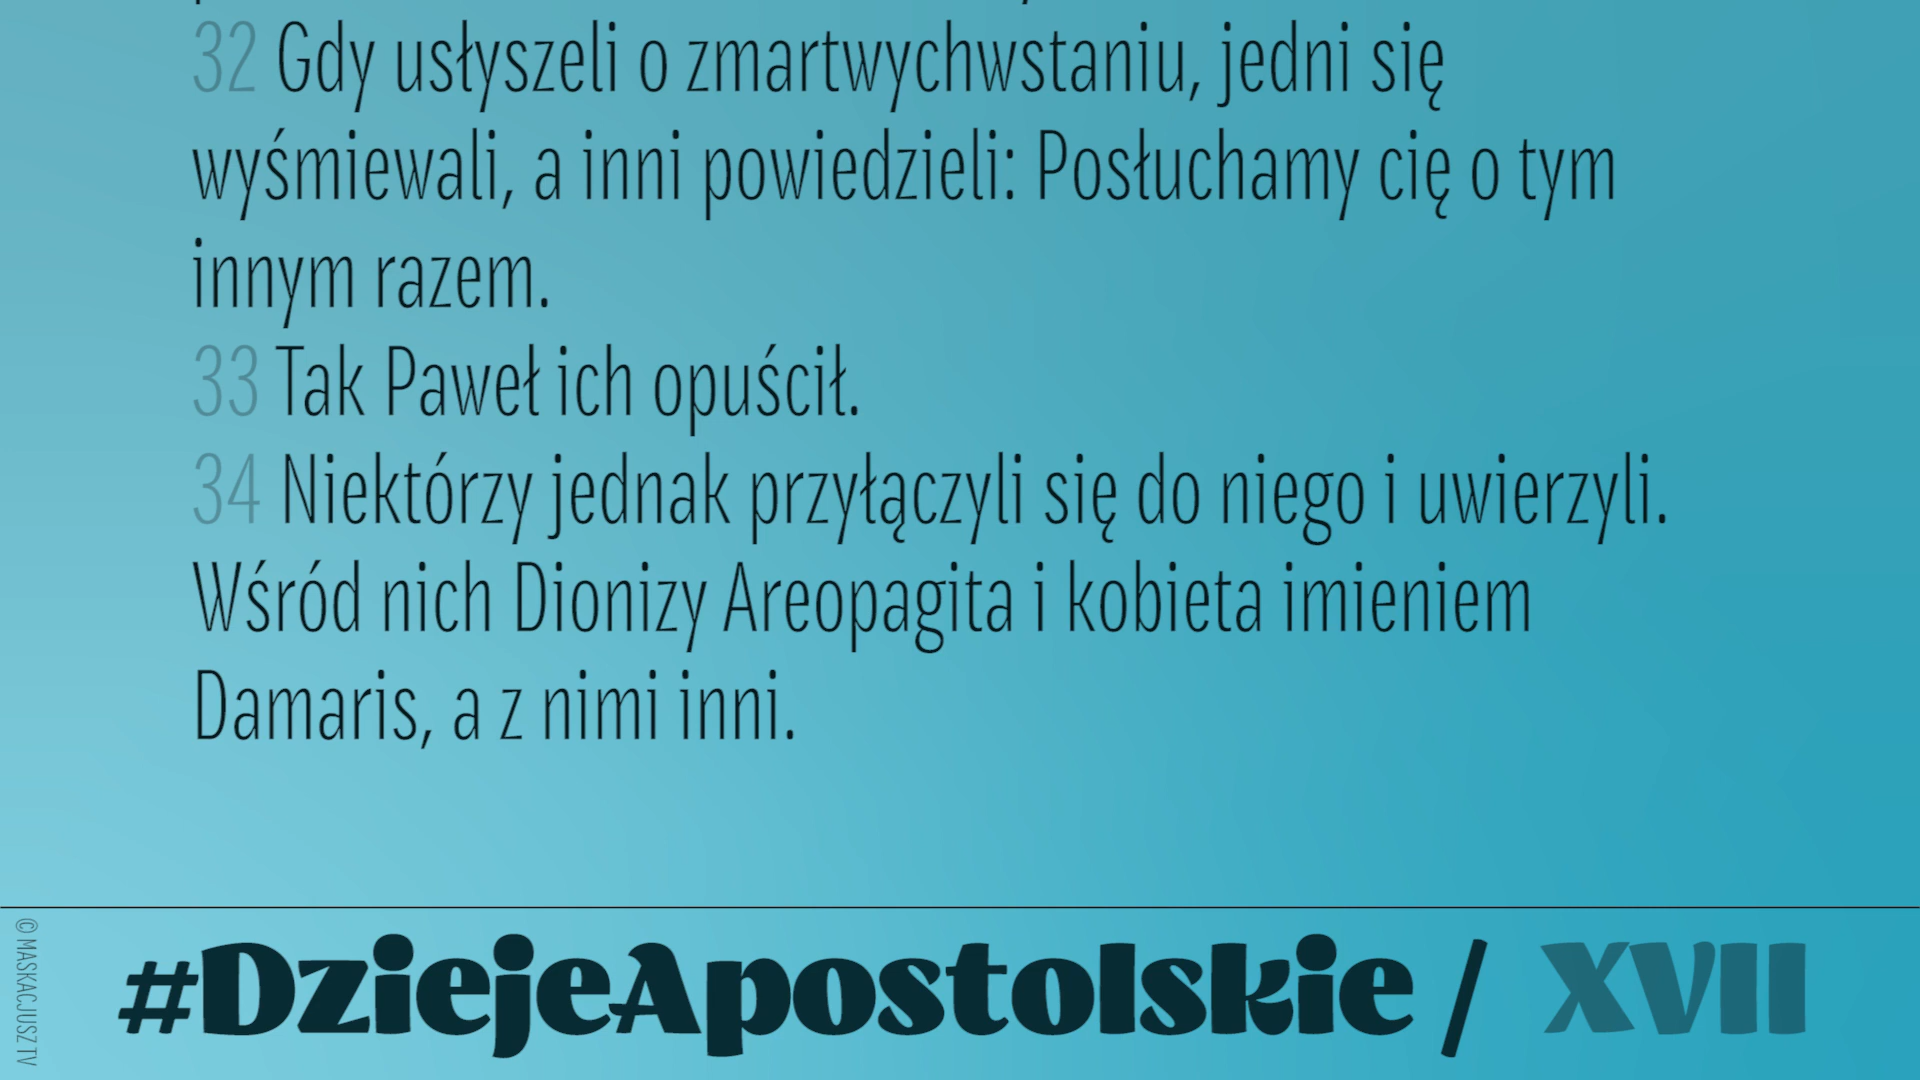 32 Gdy usłyszeli o zmartwychwstaniu, jedni się
wyśmiewali, a inni powiedzieli: Posłuchamy cię o tym
innym razem.
33 Tak Paweł ich opuścił.
34 Niektórzy jednak przyłączyli się do niego i uwierzyli.
Wśród nich Dionizy Areopagita i kobieta imieniem
Damaris, a z nimi inni.
© MASKACJUSZ TV
#DziejeApostolskie / XVII